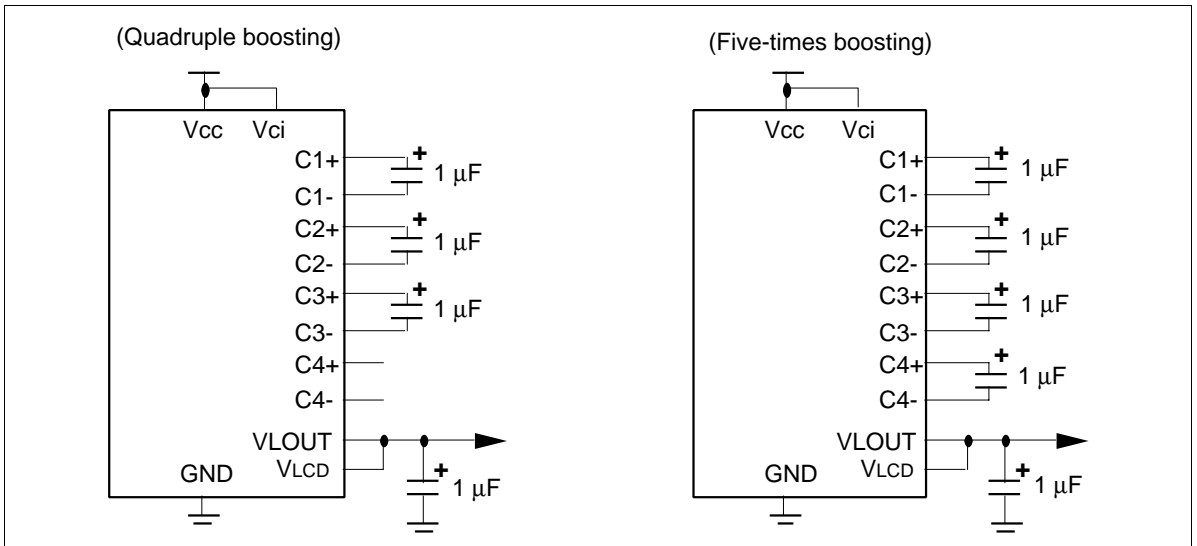 (Quadruple boosting)
Vcc Vci
C1+
+
1 µF
C1-
C2+
+
1 µF
C2-
C3+
+
1 µF
C3-
C4+
C4-
VLOUT
VLCD
GND
+
1 µF
(Five-times boosting)
Vcc Vci
C1+
+
1 µF
C1-
C2+
+
1 µF
C2-
C3+
+
1 µF
C3-
C4+
+
1 µF
C4-
VLOUT
VLCD
GND
+
1 µF